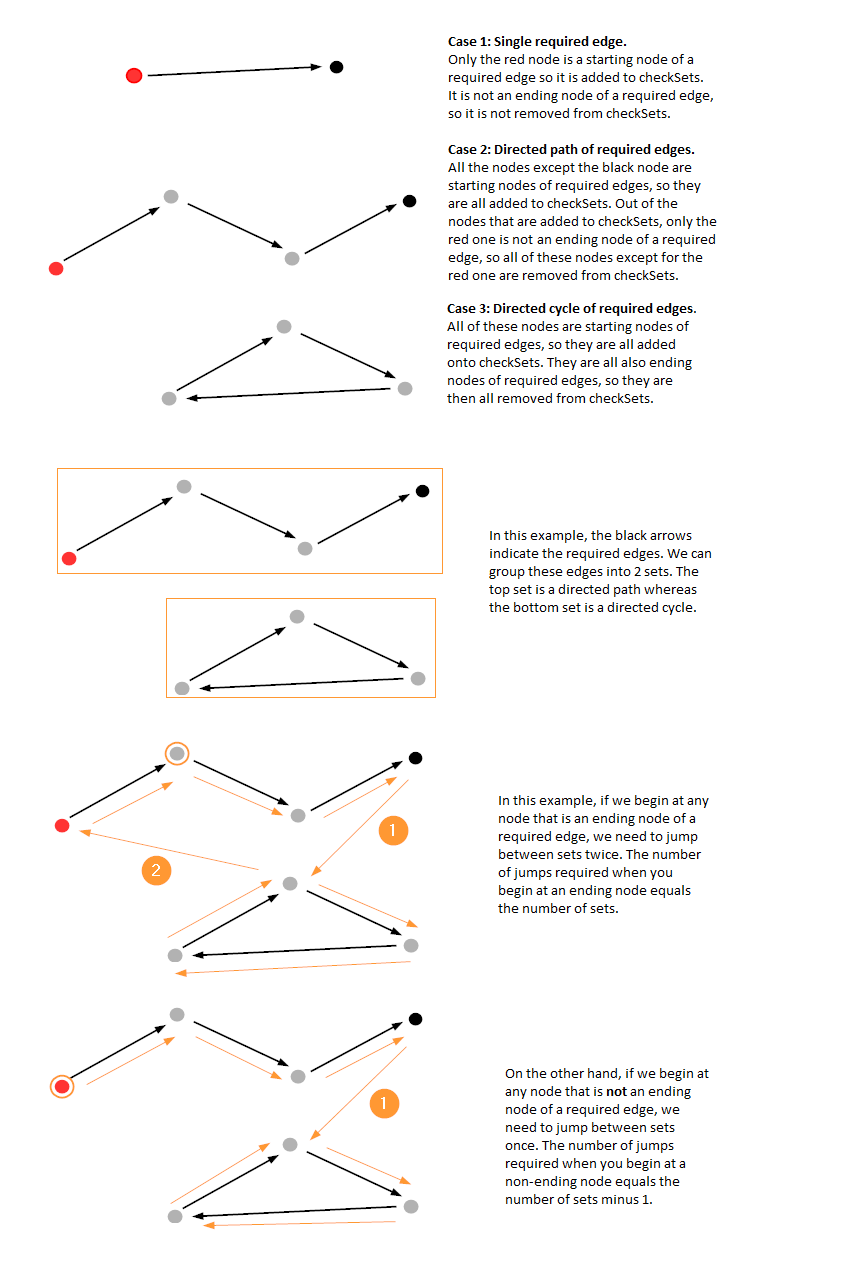 Case 1: Single required edge.
Only the red node is a starting node of a
required edge so it is added to checkSets.
It is not an ending node of a required edge,
so it is not removed from checkSets.
Case 2: Directed path of required edges.
All the nodes except the black node are
starting nodes of required edges, so they
are all added to checkSets. Out of the
nodes that are added to checkSets, only the
red one is not an ending node of a required
edge, so all of these nodes except for the
red one are removed from checkSets.
Case 3: Directed cycle of required edges.
All of these nodes are starting nodes of
required edges, so they are all added
onto checkSets. They are all also ending
nodes of required edges, so they are
then all removed from checkSets.
In this example, the black arrows
indicate the required edges. We can
group these edges into 2 sets. The
top set is a directed path whereas
the bottom set is a directed cycle.
1
2
In this example, if we begin at any
node that is an ending node of a
required edge, we need to jump
between sets twice. The number
of jumps required when you
begin at an ending node equals
the number of sets.
1
On the other hand, if we begin at
any node that is not an ending
node of a required edge, we
need to jump between sets
once. The number of jumps
required when you begin at a
non-ending node equals the
number of sets minus 1.